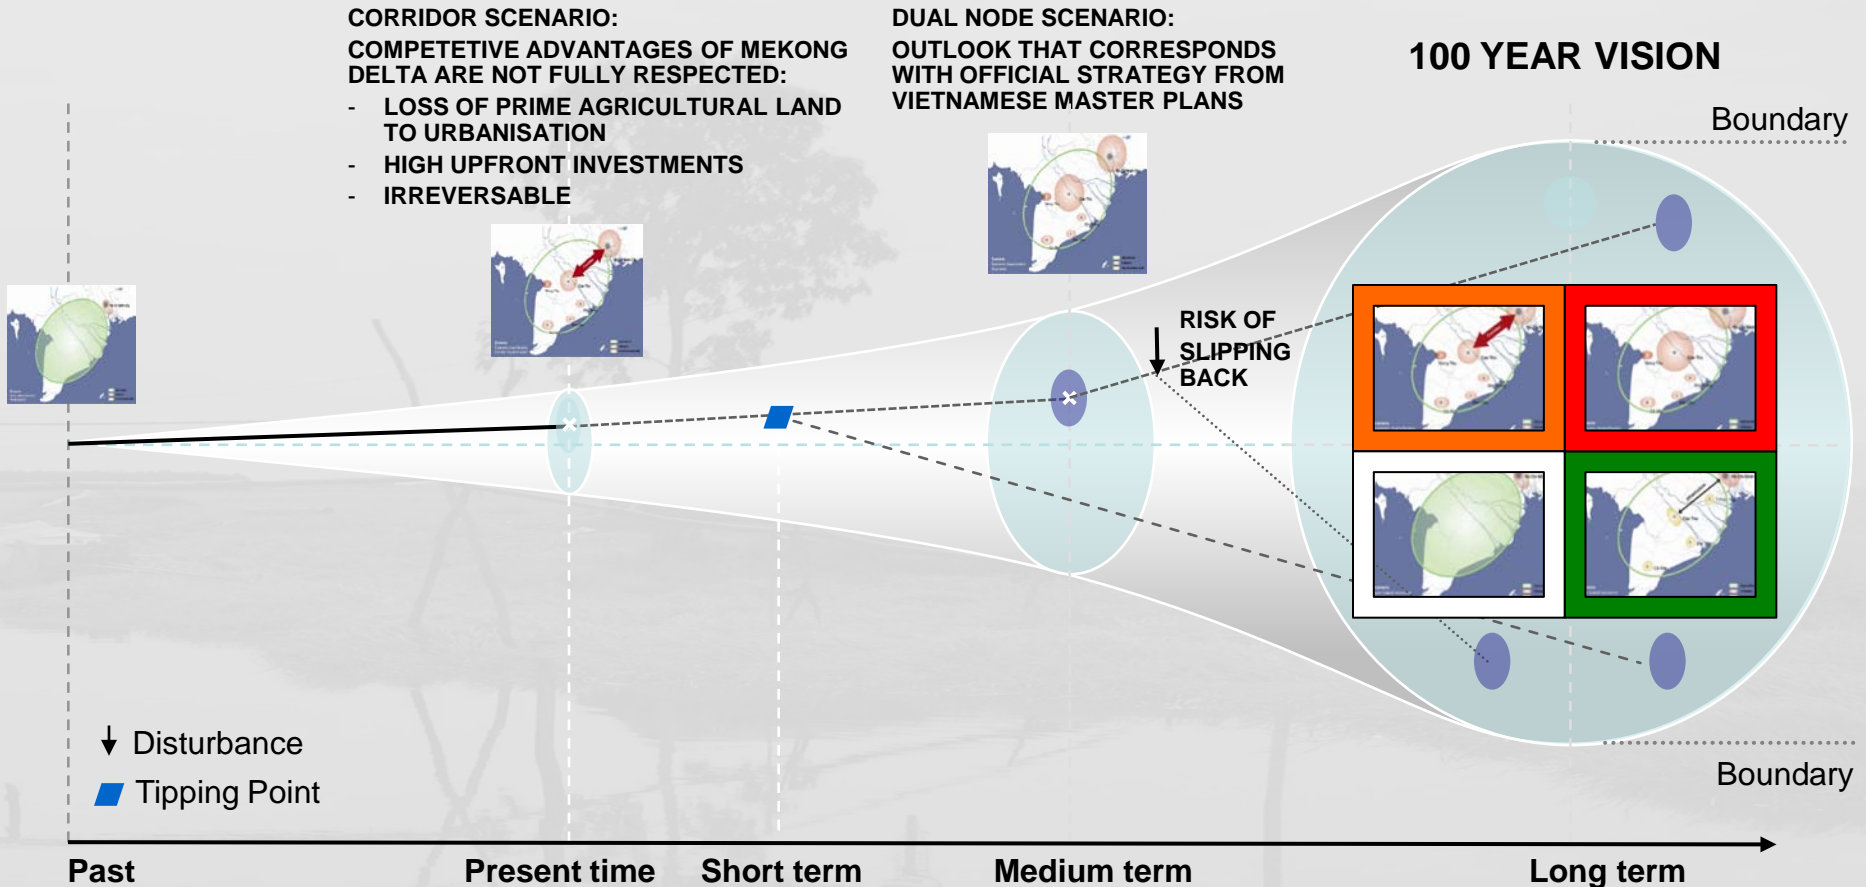 CORRIDOR SCENARIO:
COMPETETIVE ADVANTAGES OF MEKONG
DELTA ARE NOT FULLY RESPECTED:
- LOSS OF PRIME AGRICULTURAL LAND
TO URBANISATION
- HIGH UPFRONT INVESTMENTS
- IRREVERSABLE
DUAL NODE SCENARIO:
OUTLOOK THAT CORRESPONDS
WITH OFFICIAL STRATEGY FROM
VIETNAMESE MASTER PLANS
100 YEAR VISION
Boundary
RISK OF
SLIPPING
BACK
Boundary
Disturbance
Tipping Point
Past
Present time
Short term
Medium term
Long term